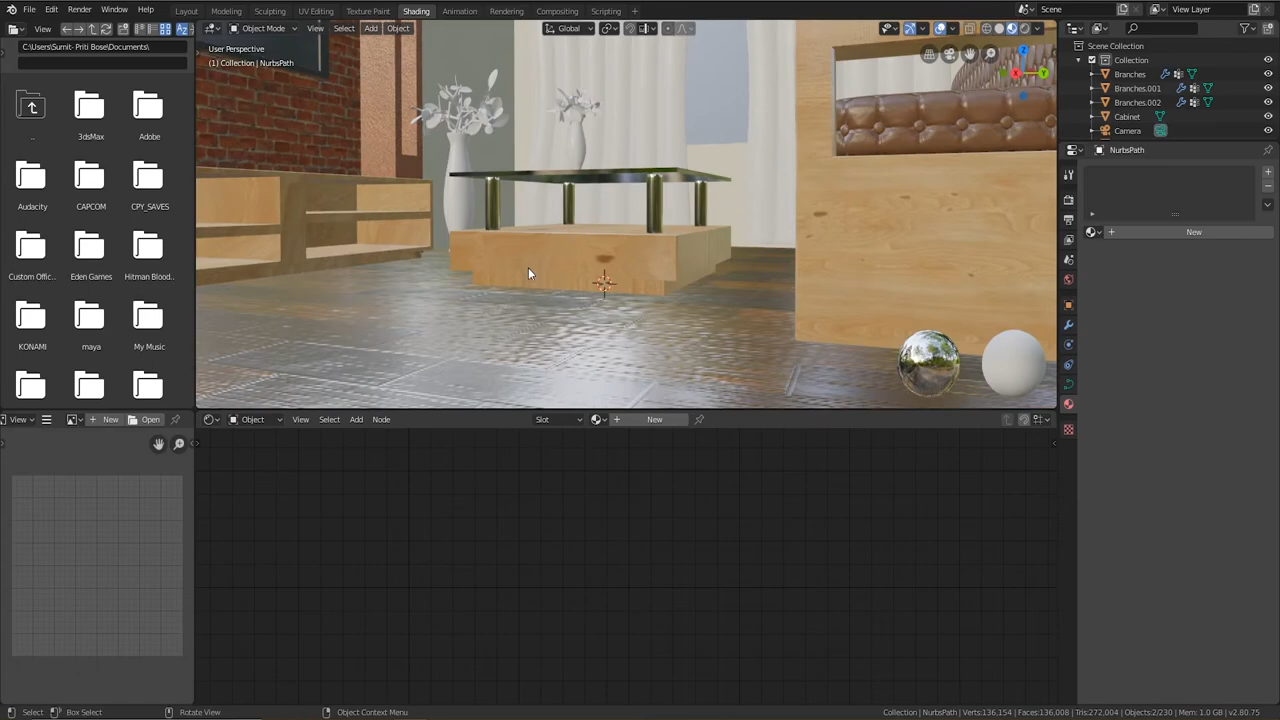 File Edit Render Window Help Layout Modeling Sculpting UV Editing Texture Paint Shading Animation Rendering Compositing Scripting + Scene View Layer
Object Mode View Select Add Object Global
C:\Users\Sumit- Priti Bose\Documents\
User Perspective
(1) Collection | NurbsPath
Scene Collection
Collection
Branches
Branches.001
Branches.002
Cabinet
Camera
NurbsPath
New
.. 3dsMax Adobe
Audacity CAPCOM CPY_SAVES
Custom Offic... Eden Games Hitman Blood...
KONAMI maya My Music
View New Open Object View Select Add Node Slot New
Select Box Select Rotate View Object Context Menu Collection | NurbsPath | Verts:136,154 | Faces:136,008 | Tris:272,004 | Objects:2/230 | Mem: 1.0 GB | v2.80.75